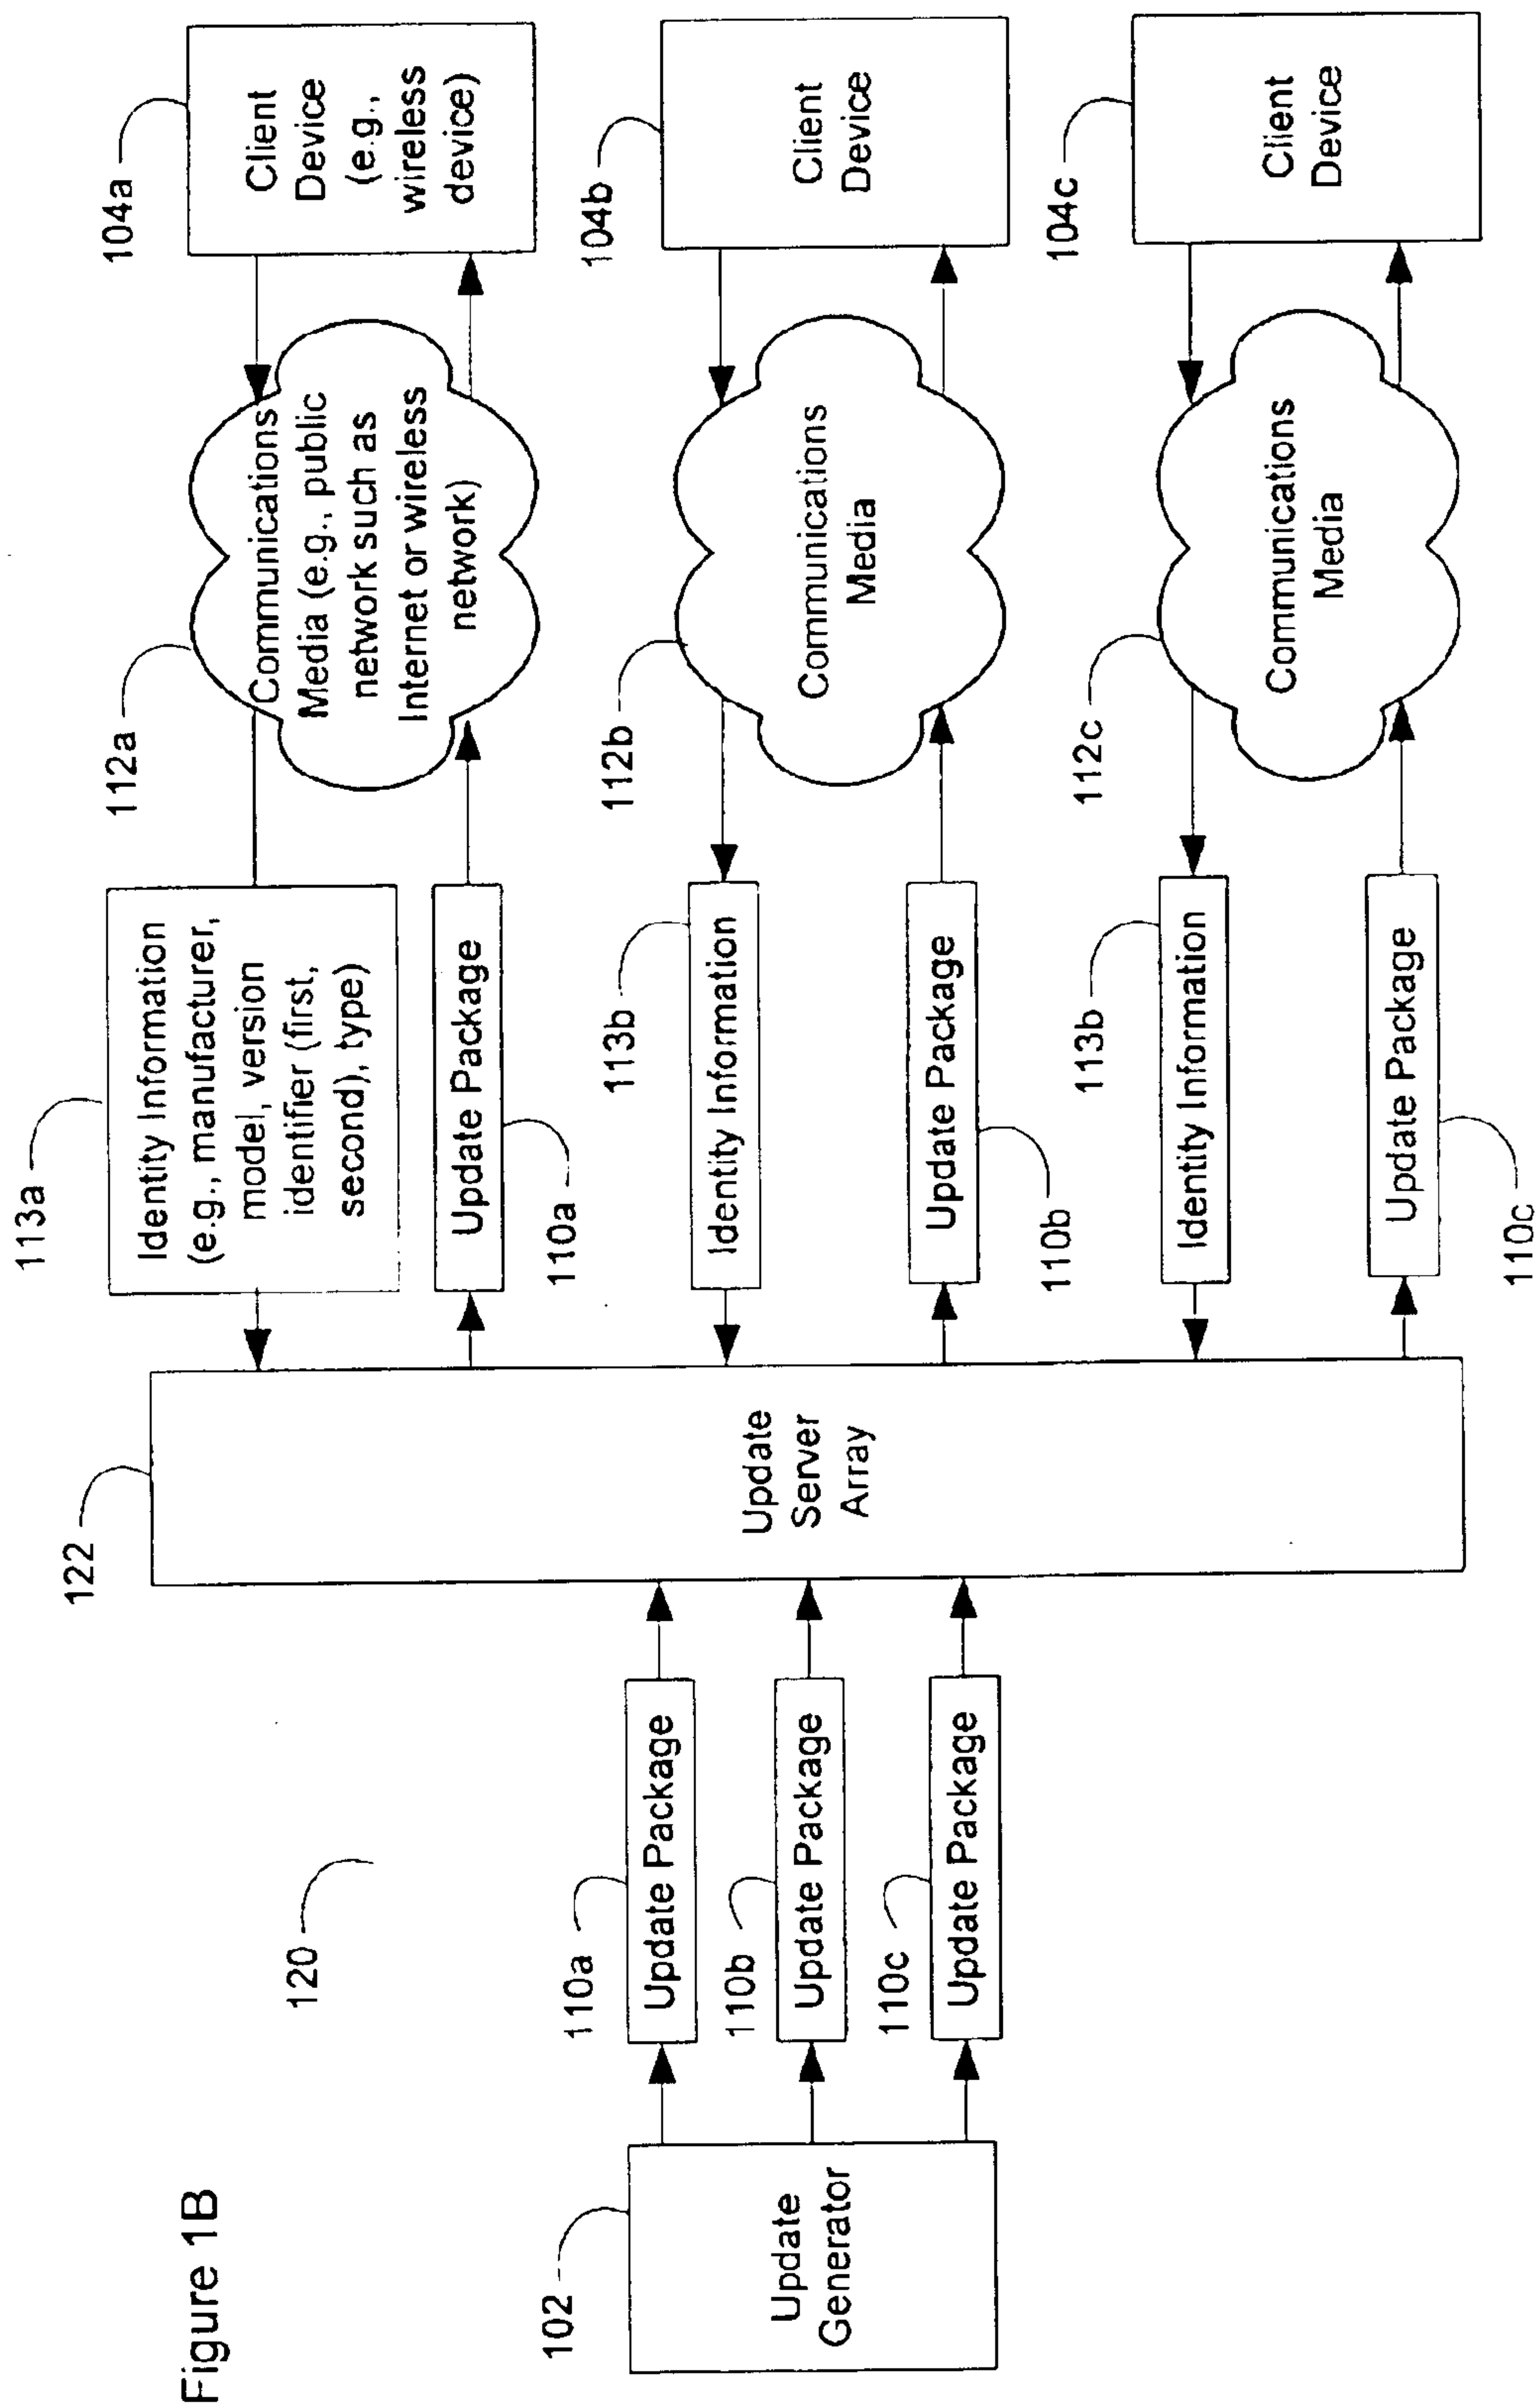 Figure 1B
120
102
Update
Generator
110a
Update Package
110b
Update Package
110c
Update Package
122
Update
Server
Array
113a
Identity Information
(e.g., manufacturer,
model, version
identifier (first,
second), type)
Update Package
110a
113b
Identity Information
Update Package
110b
113b
Identity Information
Update Package
110c
112a
Communications
Media (e.g., public
network such as
Internet or wireless
network)
112b
Communications
Media
112c
Communications
Media
104a
Client
Device
(e.g.,
wireless
device)
104b
Client
Device
104c
Client
Device